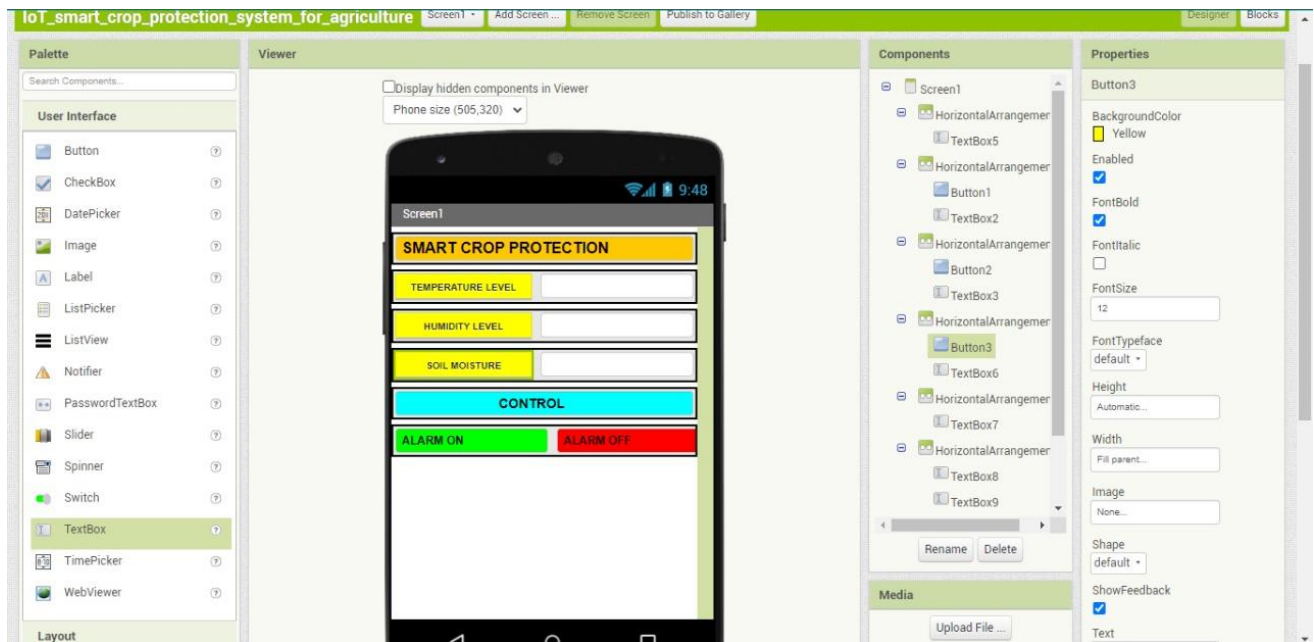 IoT_smart_crop_protection_system_for_agriculture
Screen1
Add Screen ...
Remove Screen
Publish to Gallery
Designer
Blocks
Palette
Search Components...
User Interface
Button
CheckBox
DatePicker
Image
Label
ListPicker
ListView
Notifier
PasswordTextBox
Slider
Spinner
Switch
TextBox
TimePicker
WebViewer
Layout
Viewer
Display hidden components in Viewer
Phone size (505,320)
9:48
Screen1
SMART CROP PROTECTION
TEMPERATURE LEVEL
HUMIDITY LEVEL
SOIL MOISTURE
CONTROL
ALARM ON
ALARM OFF
Components
Screen1
HorizontalArrangemer
TextBox5
HorizontalArrangemer
Button1
TextBox2
HorizontalArrangemer
Button2
TextBox3
HorizontalArrangemer
Button3
TextBox6
HorizontalArrangemer
TextBox7
HorizontalArrangemer
TextBox8
TextBox9
Rename
Delete
Media
Upload File ...
Properties
Button3
BackgroundColor
Yellow
Enabled
FontBold
FontItalic
FontSize
12
FontTypeface
default
Height
Automatic...
Width
Fill parent...
Image
None...
Shape
default
ShowFeedback
Text